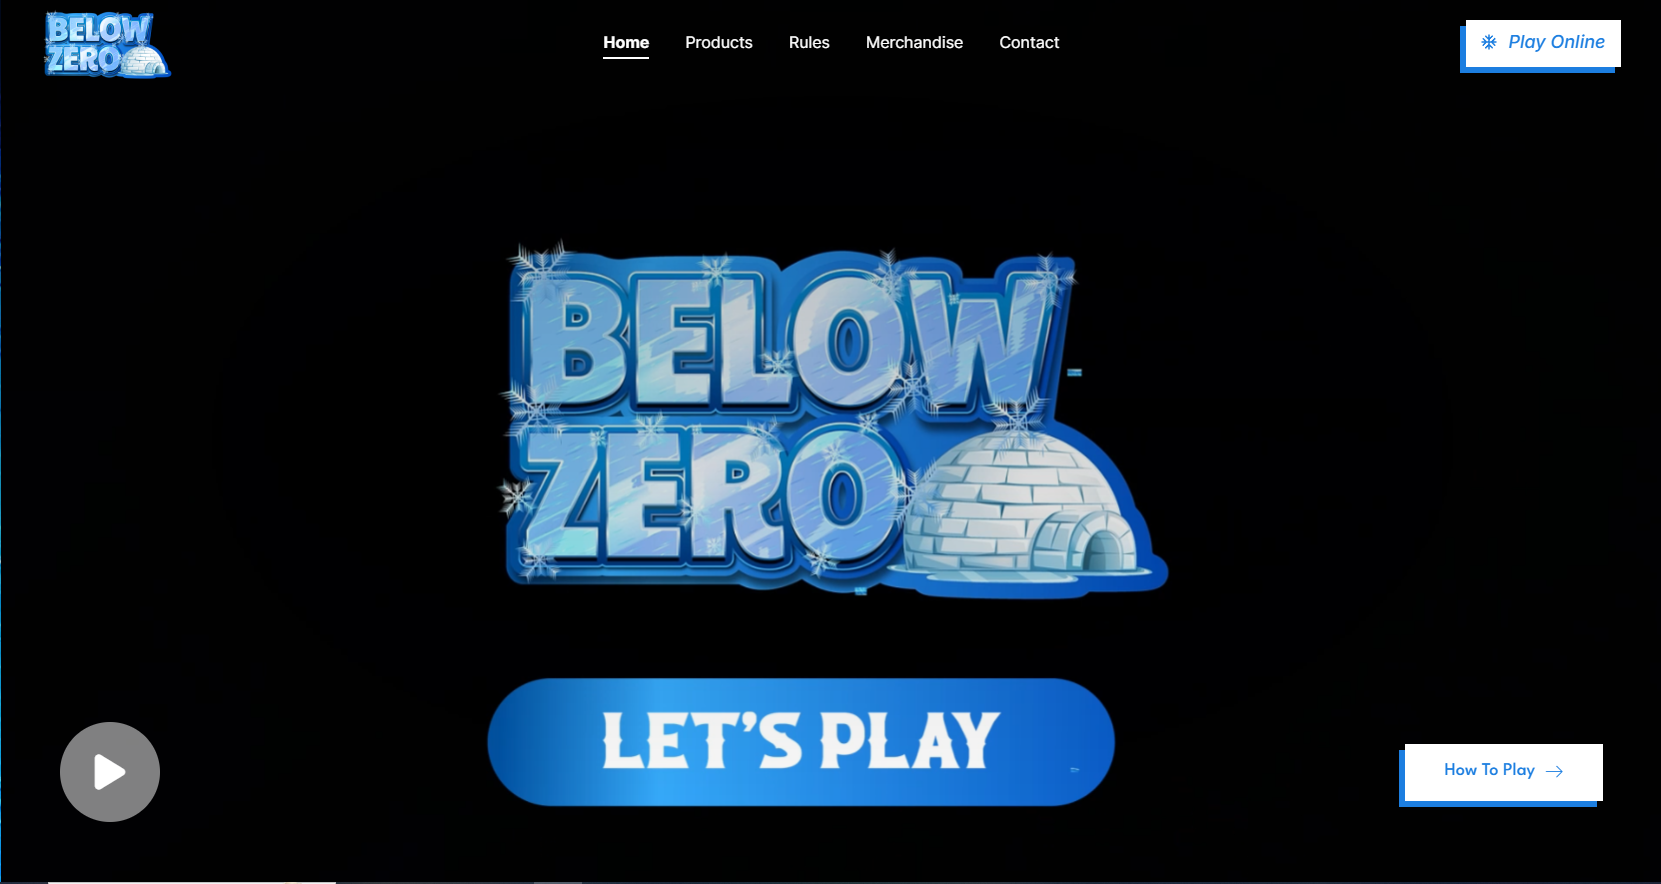 BELOW
ZERO
Home
Products
Rules
Merchandise
Contact
Play Online
BELOW
ZERO
LET'S PLAY
How To Play